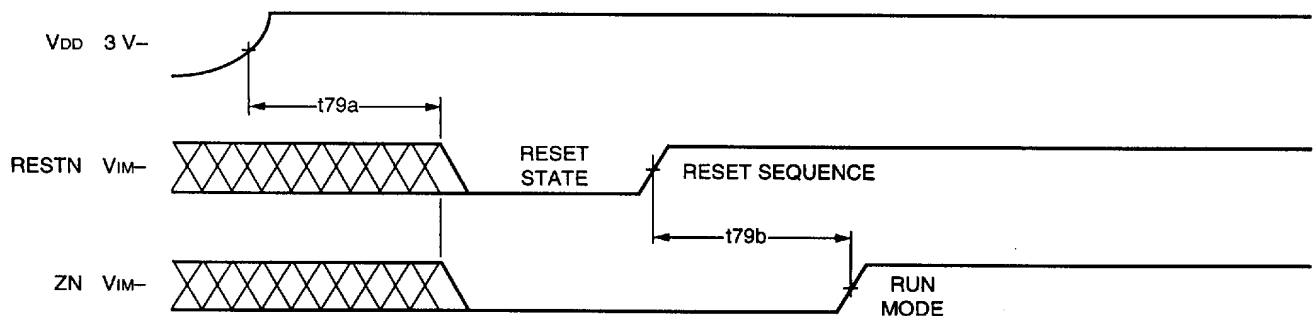 VDD 3 V–
t79a
RESTN VIM–
RESET
STATE
RESET SEQUENCE
t79b
ZN VIM–
RUN
MODE